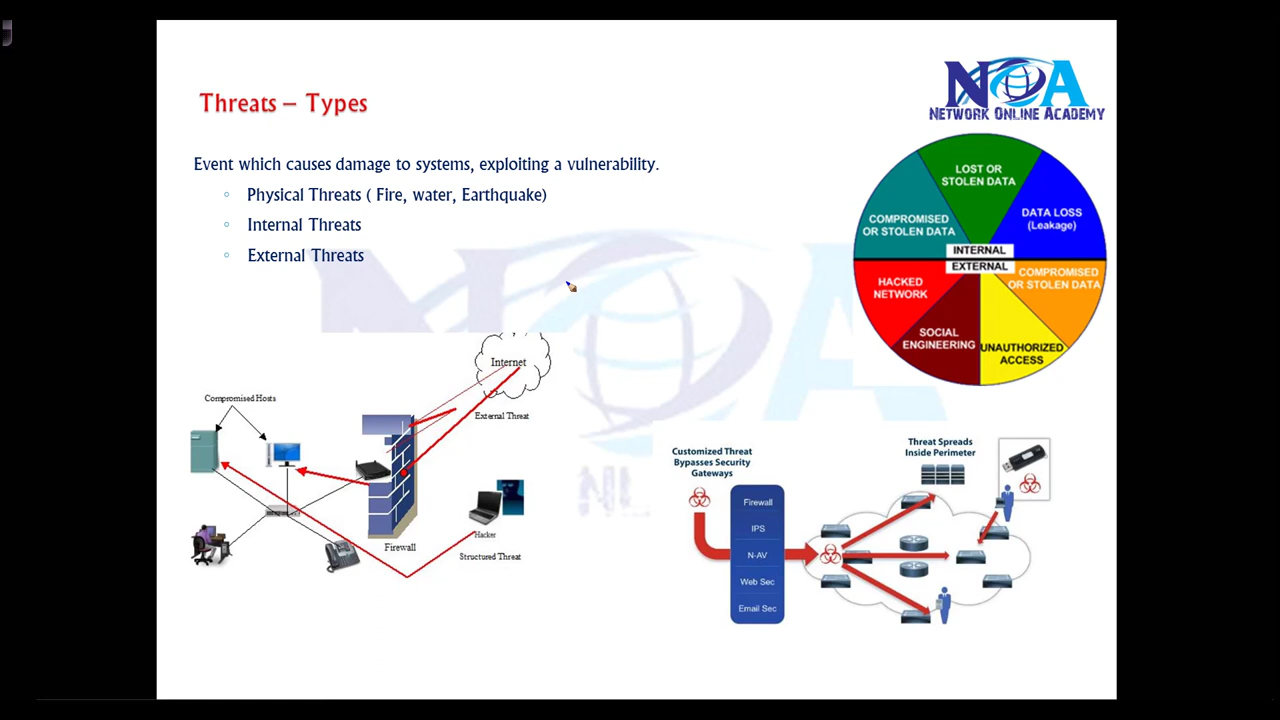 NOA
NETWORK ONLINE ACADEMY
Threats – Types
Event which causes damage to systems, exploiting a vulnerability.
Physical Threats ( Fire, water, Earthquake)
Internal Threats
External Threats
LOST OR
STOLEN DATA
DATA LOSS
(Leakage)
COMPROMISED
OR STOLEN DATA
INTERNAL
EXTERNAL
COMPROMISED
OR STOLEN DATA
HACKED
NETWORK
SOCIAL
ENGINEERING
UNAUTHORIZED
ACCESS
Internet
External Threat
Compromised Hosts
Firewall
Hacker
Structured Threat
Customized Threat
Bypasses Security
Gateways
Firewall
IPS
N-AV
Web Sec
Email Sec
Threat Spreads
Inside Perimeter